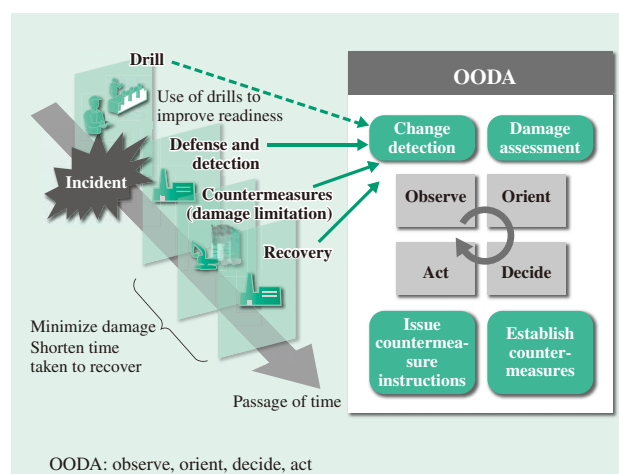 Drill
Use of drills to
improve readiness
Defense and
detection
Incident
Countermeasures
(damage limitation)
Recovery
Minimize damage
Shorten time
taken to recover
Passage of time
OODA
Change
detection
Damage
assessment
Observe
Orient
Act
Decide
Issue
countermea-
sure
instructions
Establish
counter-
measures
OODA: observe, orient, decide, act